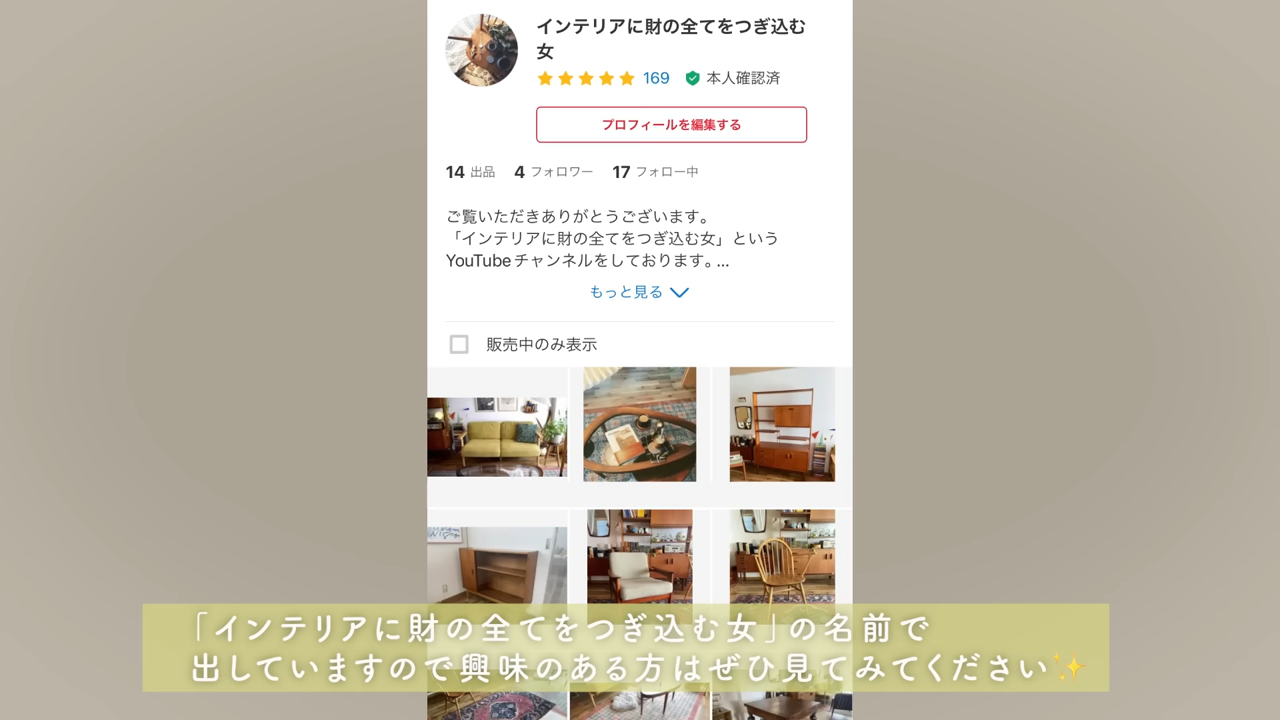 インテリアに財の全てをつぎ込む
女
169 本人確認済
プロフィールを編集する
14 出品 4 フォロワー 17 フォロー中
ご覧いただきありがとうございます。
「インテリアに財の全てをつぎ込む女」という
YouTubeチャンネルをしております。...
もっと見る
販売中のみ表示
「インテリアに財の全てをつぎ込む女」の名前で
出していますので興味のある方はぜひ見てみてください✨